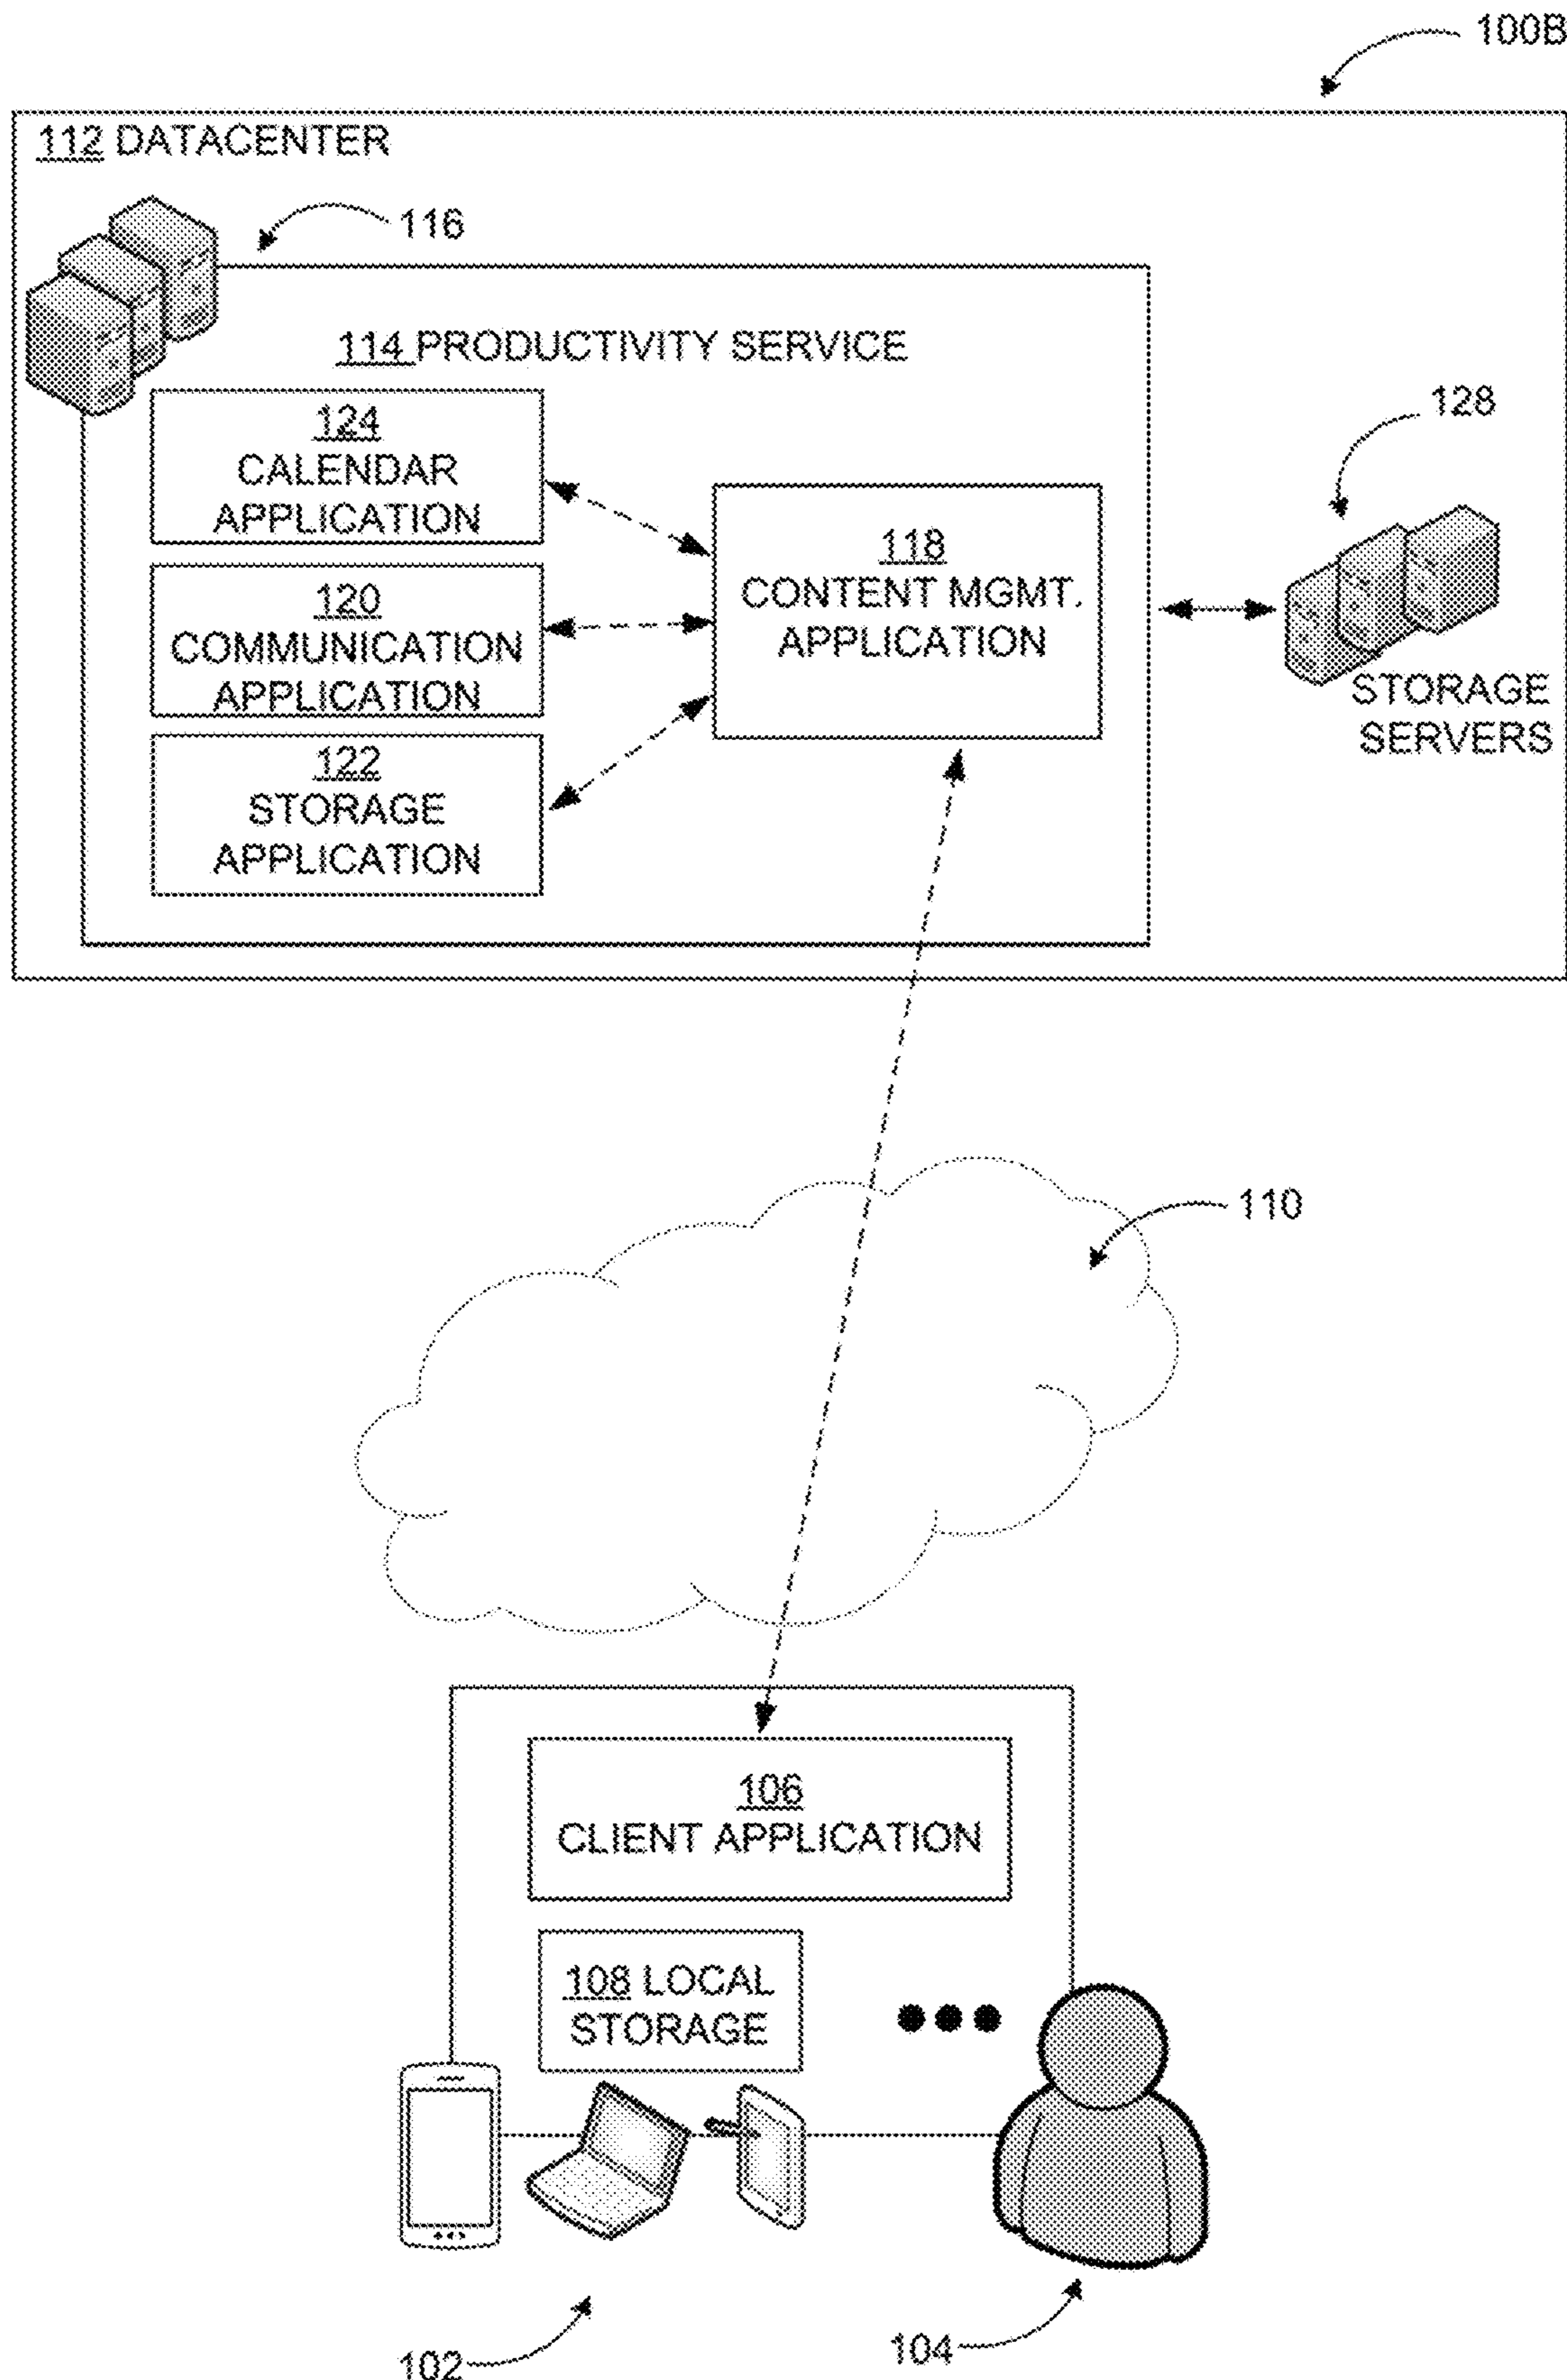 100B
112 DATACENTER
116
114 PRODUCTIVITY SERVICE
124
CALENDAR
APPLICATION
120
COMMUNICATION
APPLICATION
122
STORAGE
APPLICATION
118
CONTENT MGMT.
APPLICATION
128
STORAGE
SERVERS
110
106
CLIENT APPLICATION
108 LOCAL
STORAGE
102
104